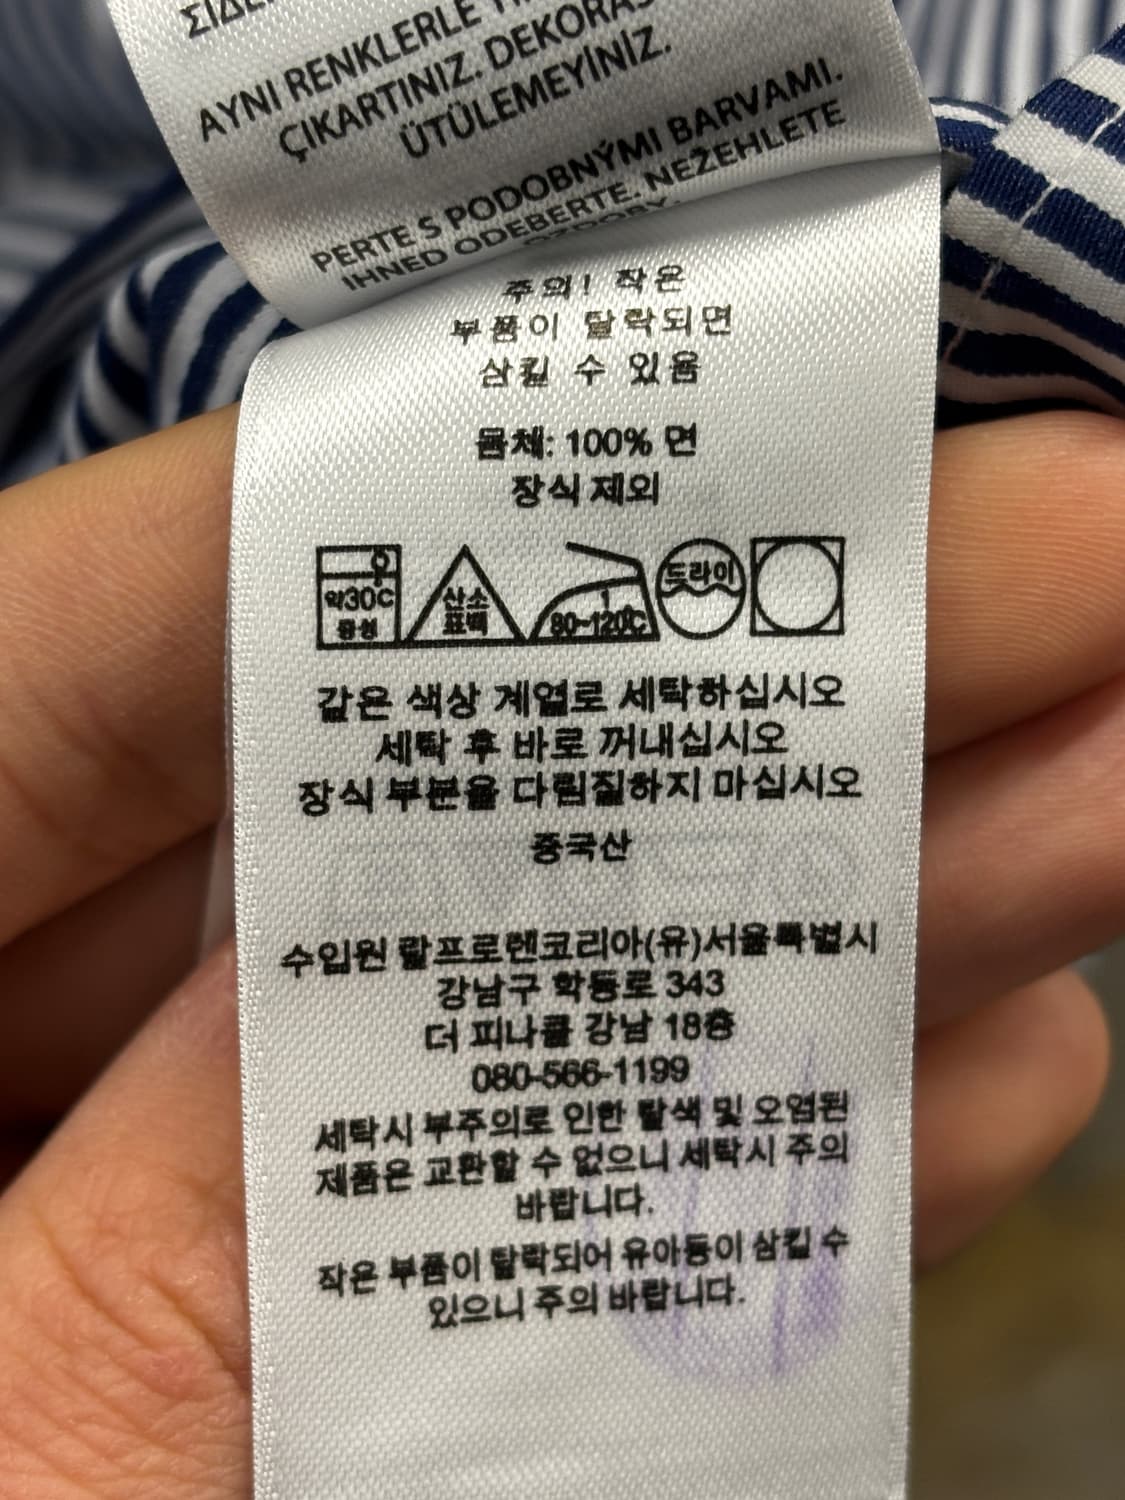 AYNI RENKLERLE
ÇIKARTINIZ. DEKORAS
ÜTÜLEMEYİNİZ.
PERTE S PODOBNÝMI BARVAMI.
IHNED ODEBERTE. NEŽEHLETE
OZDOBY.
주의! 작은
부품이 탈락되면
삼킬 수 있음
몸체: 100% 면
장식 제외
약30℃
중성
산소
표백
1
80~120℃
드라이
같은 색상 계열로 세탁하십시오
세탁 후 바로 꺼내십시오
장식 부분을 다림질하지 마십시오
중국산
수입원 랄프로렌코리아(유)서울특별시
강남구 학동로 343
더 피나클 강남 18층
080-566-1199
세탁시 부주의로 인한 탈색 및 오염된
제품은 교환할 수 없으니 세탁시 주의
바랍니다.
작은 부품이 탈락되어 유아등이 삼킬 수
있으니 주의 바랍니다.